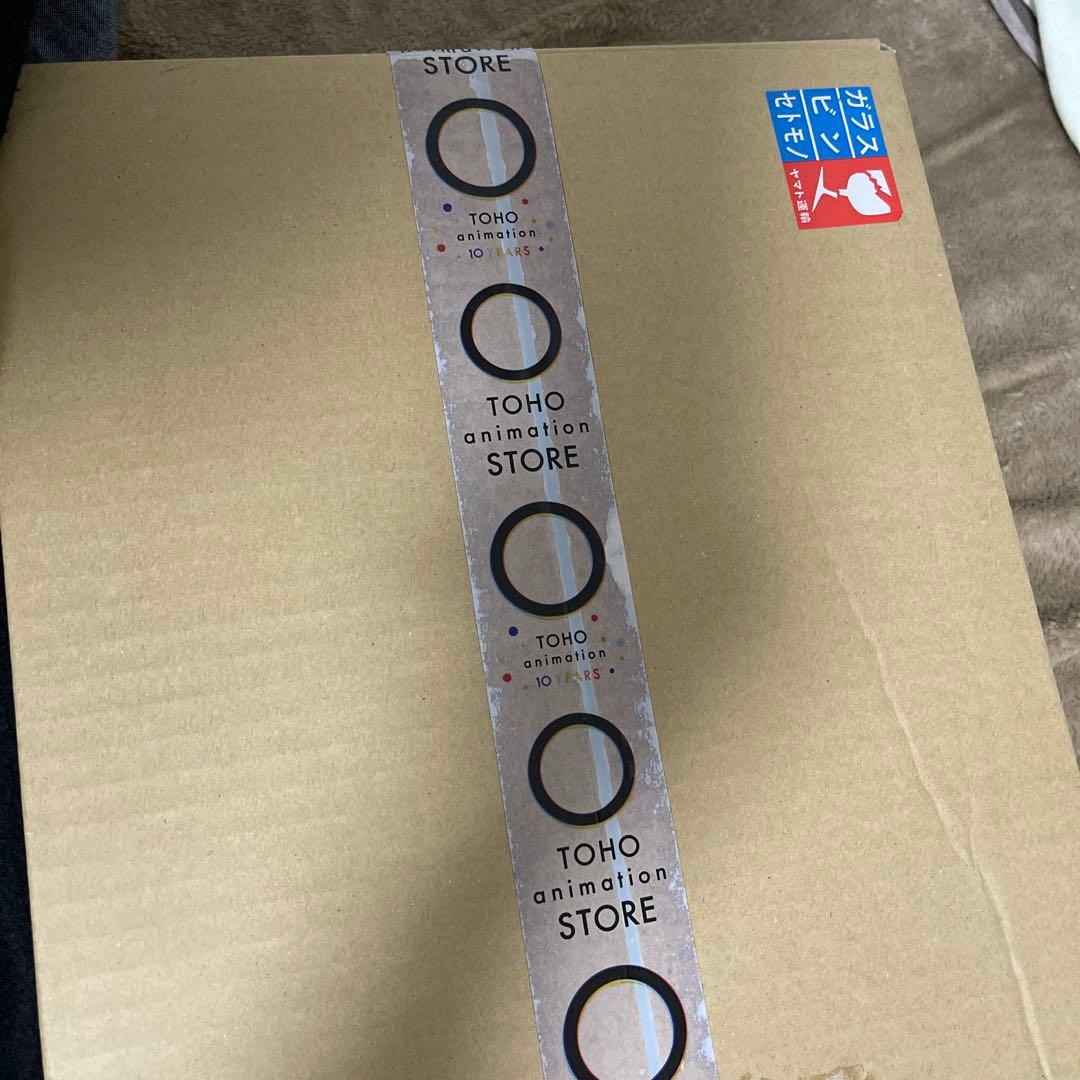 STORE
TOHO
animation
10 YEARS
TOHO
animation
STORE
TOHO
animation
10 YEARS
TOHO
animation
STORE
ガラス
ビン
セトモノ
ヤマト運輸